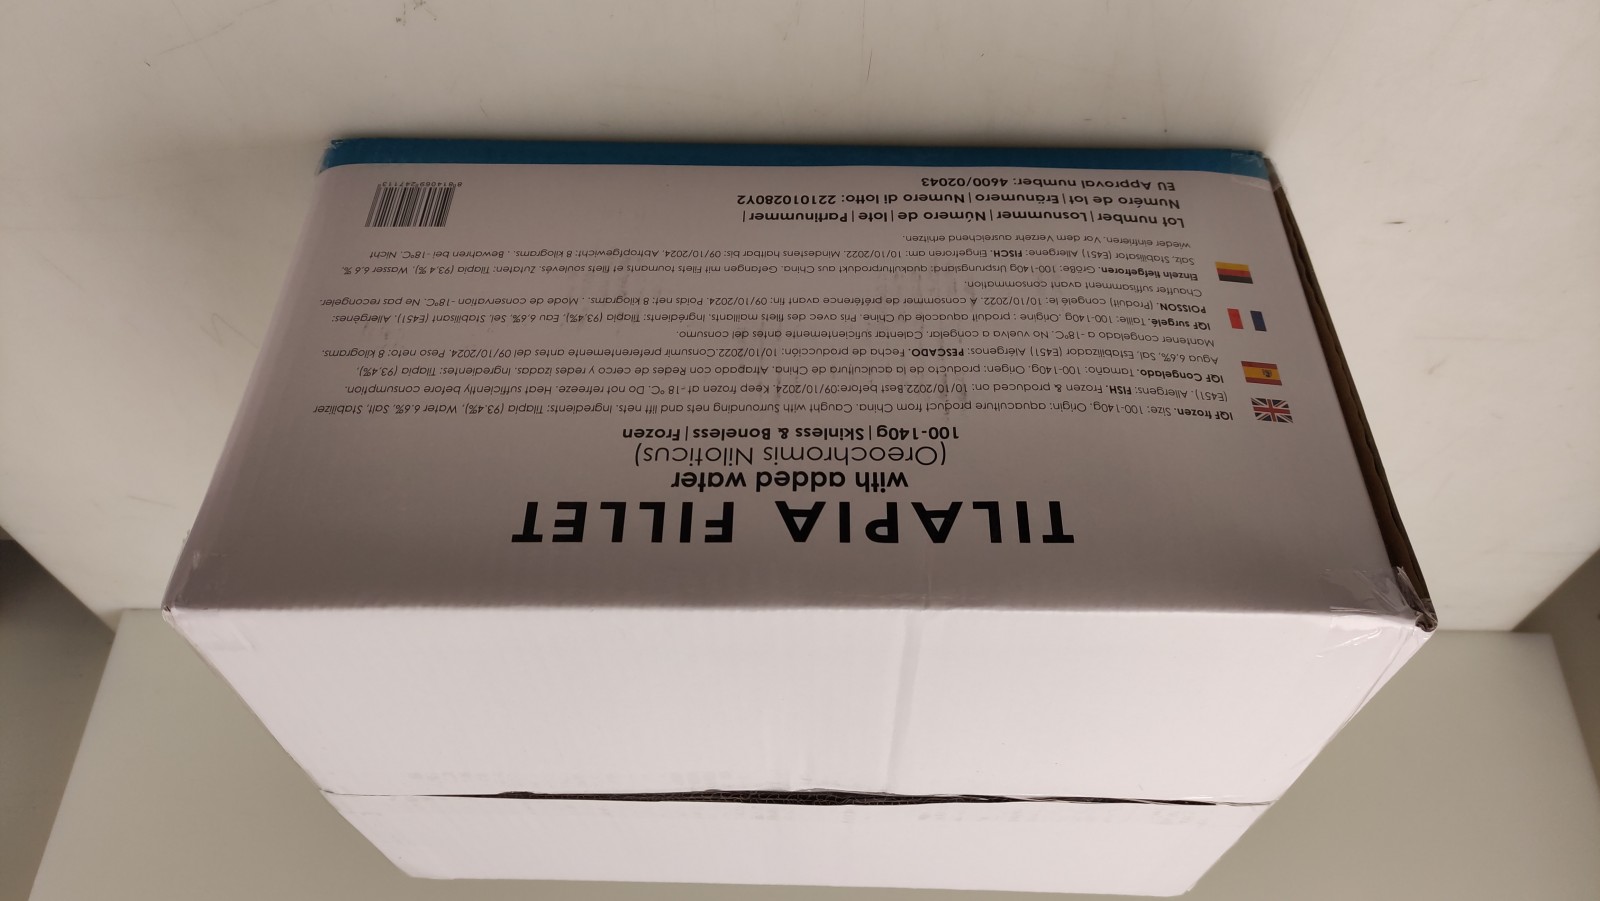 TILAPIA FILLET
with added water
(Oreochromis Niloticus)
100-140g | Skinless & Boneless | Frozen
IQF frozen. Size: 100-140g. Origin: aquaculture product from China. Caught with Surrounding nets and lift nets. Ingredients: Tilapia (93.4%), Water 6.6%, Salt, Stabilizer
(E451). Allergens: FISH. Frozen & produced on: 10/10/2022.Best before:09/10/2024. Keep frozen at -18°C. Do not refreeze. Heat sufficiently before consumption.
IQF Congelado. Tamaño: 100-140g. Origen: producto de la acuicultura de China. Atrapado con Redes de cerco y redes izadas. Ingredientes: Tilapia (93.4%),
Agua 6.6%, Sal, Estabilizador (E451) Alérgenos: PESCADO. Fecha de producción: 10/10/2022.Consumir preferentemente antes del 09/10/2024. Peso neto: 8 kilograms.
Mantener congelado a -18°C. No vuelva a congelar. Calentar suficientemente antes del consumo.
IQF surgelé. Taille: 100-140g .Origine : produit aquacole du Chine. Pris avec des filets maillants. Ingrédients: Tilapia (93.4%), Eau 6.6%, Sel, Stabilisant (E451). Allergènes:
POISSON. (Produit) congelé le: 10/10/2022. À consommer de préférence avant fin: 09/10/2024. Poids net: 8 kilograms. . Mode de conservation -18°C. Ne pas recongeler.
Chauffer suffisamment avant consommation.
Einzeln tiefgefroren. Größe: 100-140g Ursprungsland: aquakulturprodukt aus China. Gefangen mit Filets tournants et filets soulevés. Zutaten: Tilapia (93.4%), Wasser 6.6%,
Salz, Stabilisator (E451) Allergene: FISCH. Eingefroren am: 10/10/2022. Mindestens haltbar bis: 09/10/2024. Abtropfgewicht: 8 kilograms. . Bewahren bei -18°C. Nicht
wieder einfrieren. Vor dem Verzehr ausreichend erhitzen.
Lot number | Losnummer | Número | de | lote | Partinummer|
Numéro de lot | Eränumero | Numero di lotto: 221010280Y2
EU Approval number: 4600/02043
8 814089 247113